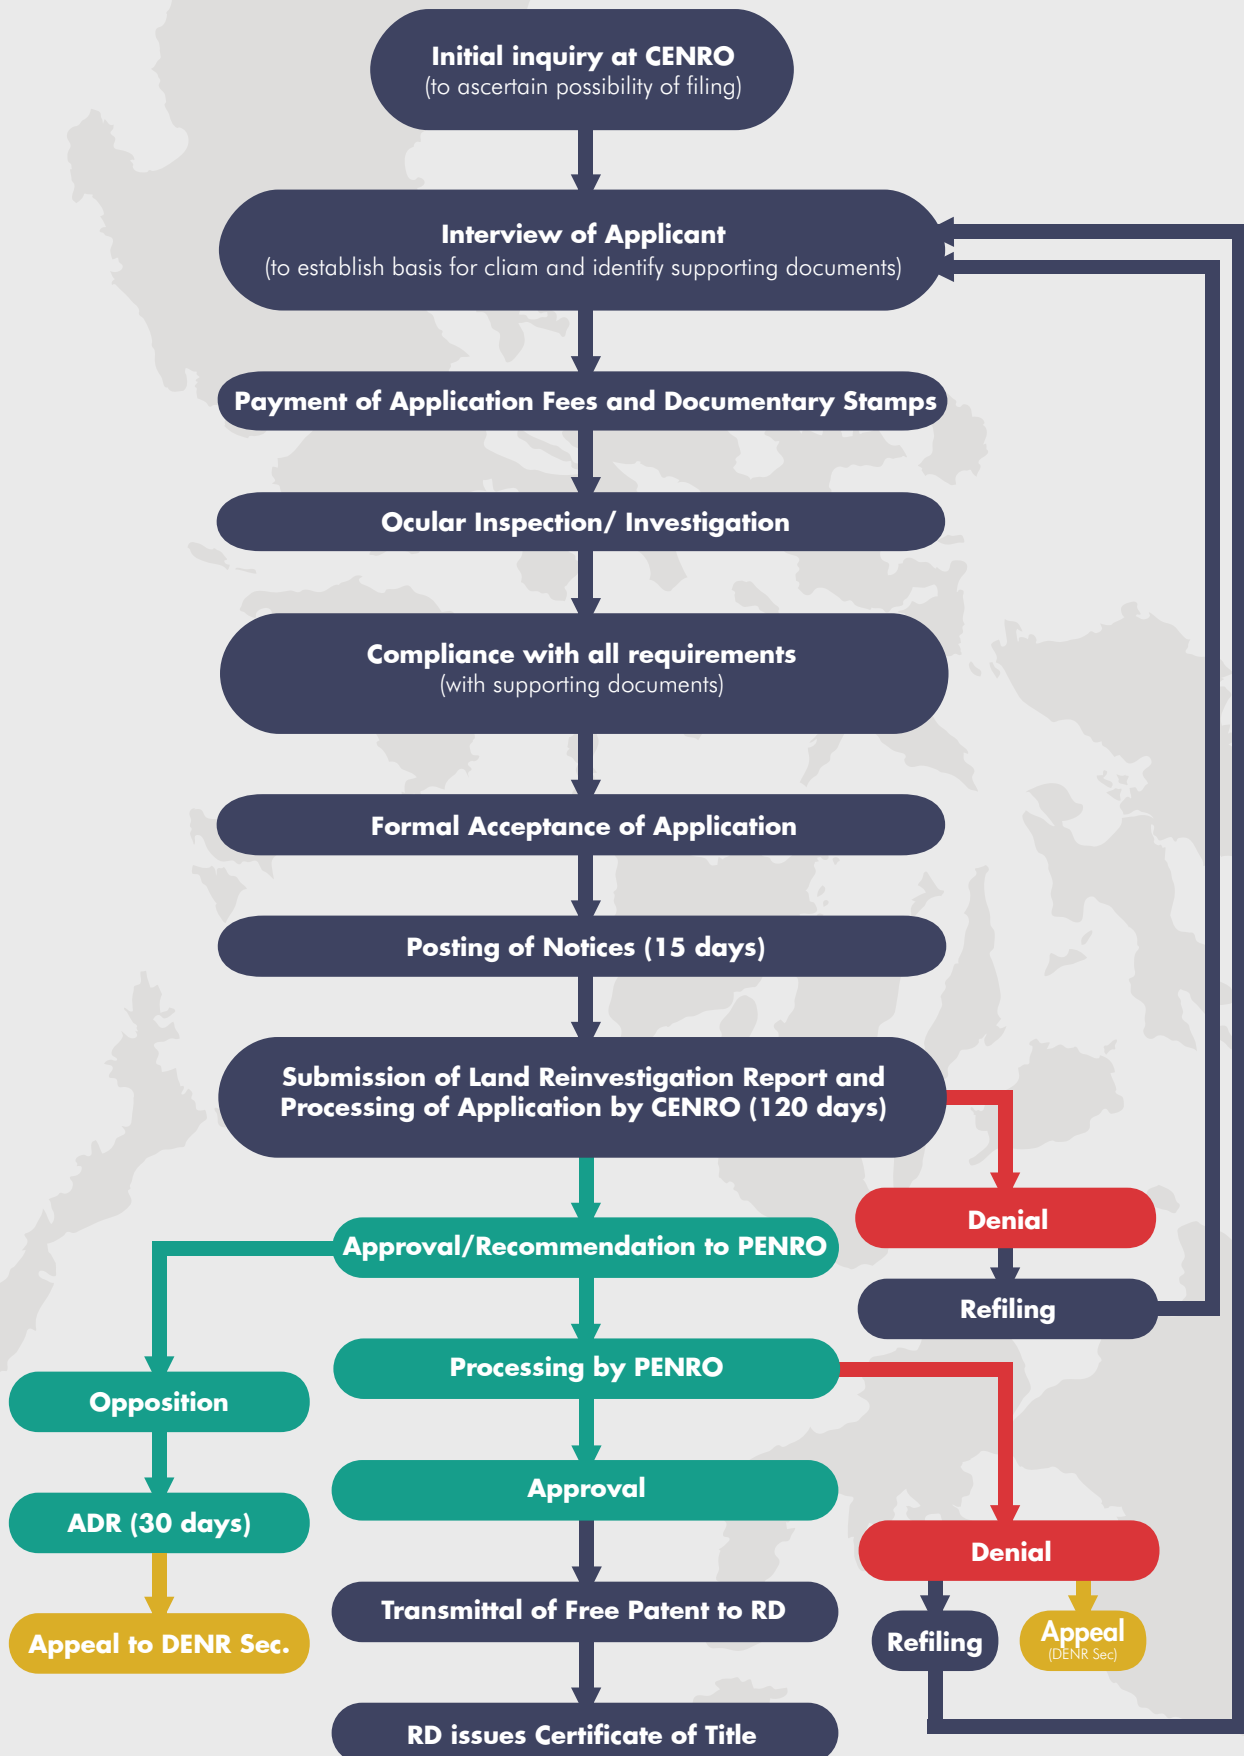 Initial inquiry at CENRO
(to ascertain possibility of filing)
Interview of Applicant
(to establish basis for cliam and identify supporting documents)
Payment of Application Fees and Documentary Stamps
Ocular Inspection/ Investigation
Compliance with all requirements
(with supporting documents)
Formal Acceptance of Application
Posting of Notices (15 days)
Submission of Land Reinvestigation Report and
Processing of Application by CENRO (120 days)
Denial
Approval/Recommendation to PENRO
Refiling
Processing by PENRO
Opposition
Approval
ADR (30 days)
Denial
Transmittal of Free Patent to RD
Appeal to DENR Sec.
Refiling
Appeal
(DENR Sec)
RD issues Certificate of Title